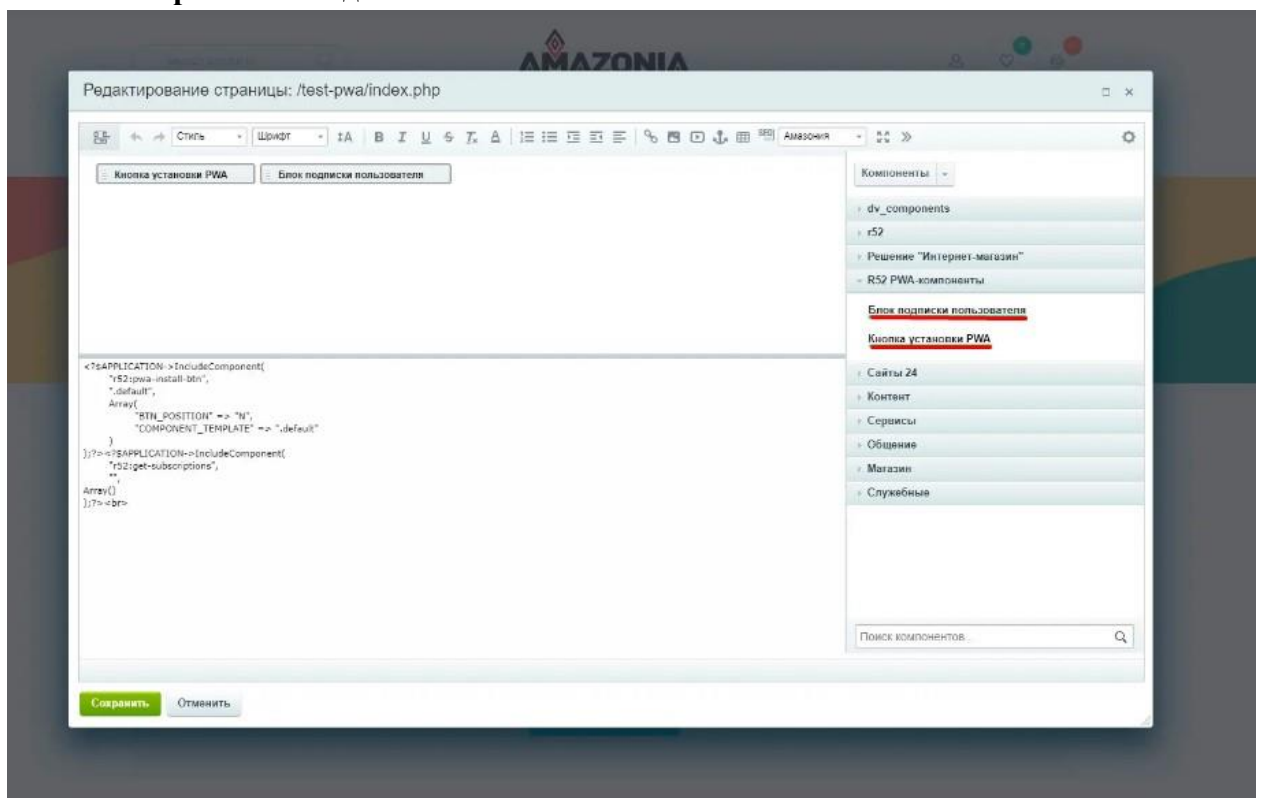 AMAZONIA
Редактирование страницы: /test-pwa/index.php
Стиль Шрифт Амазония
Кнопка установки PWA Блок подписки пользователя
Компоненты
dv_components
r52
Решение "Интернет-магазин"
R52 PWA-компоненты
Блок подписки пользователя
Кнопка установки PWA
Сайты 24
Контент
Сервисы
Общение
Магазин
Служебные
<?$APPLICATION->IncludeComponent(
"r52:pwa-install-btn",
".default",
Array(
"BTN_POSITION" => "N",
"COMPONENT_TEMPLATE" => ".default"
)
);?><?$APPLICATION->IncludeComponent(
"r52:get-subscriptions",
"",
Array()
);?><br>
Поиск компонентов...
Сохранить Отменить